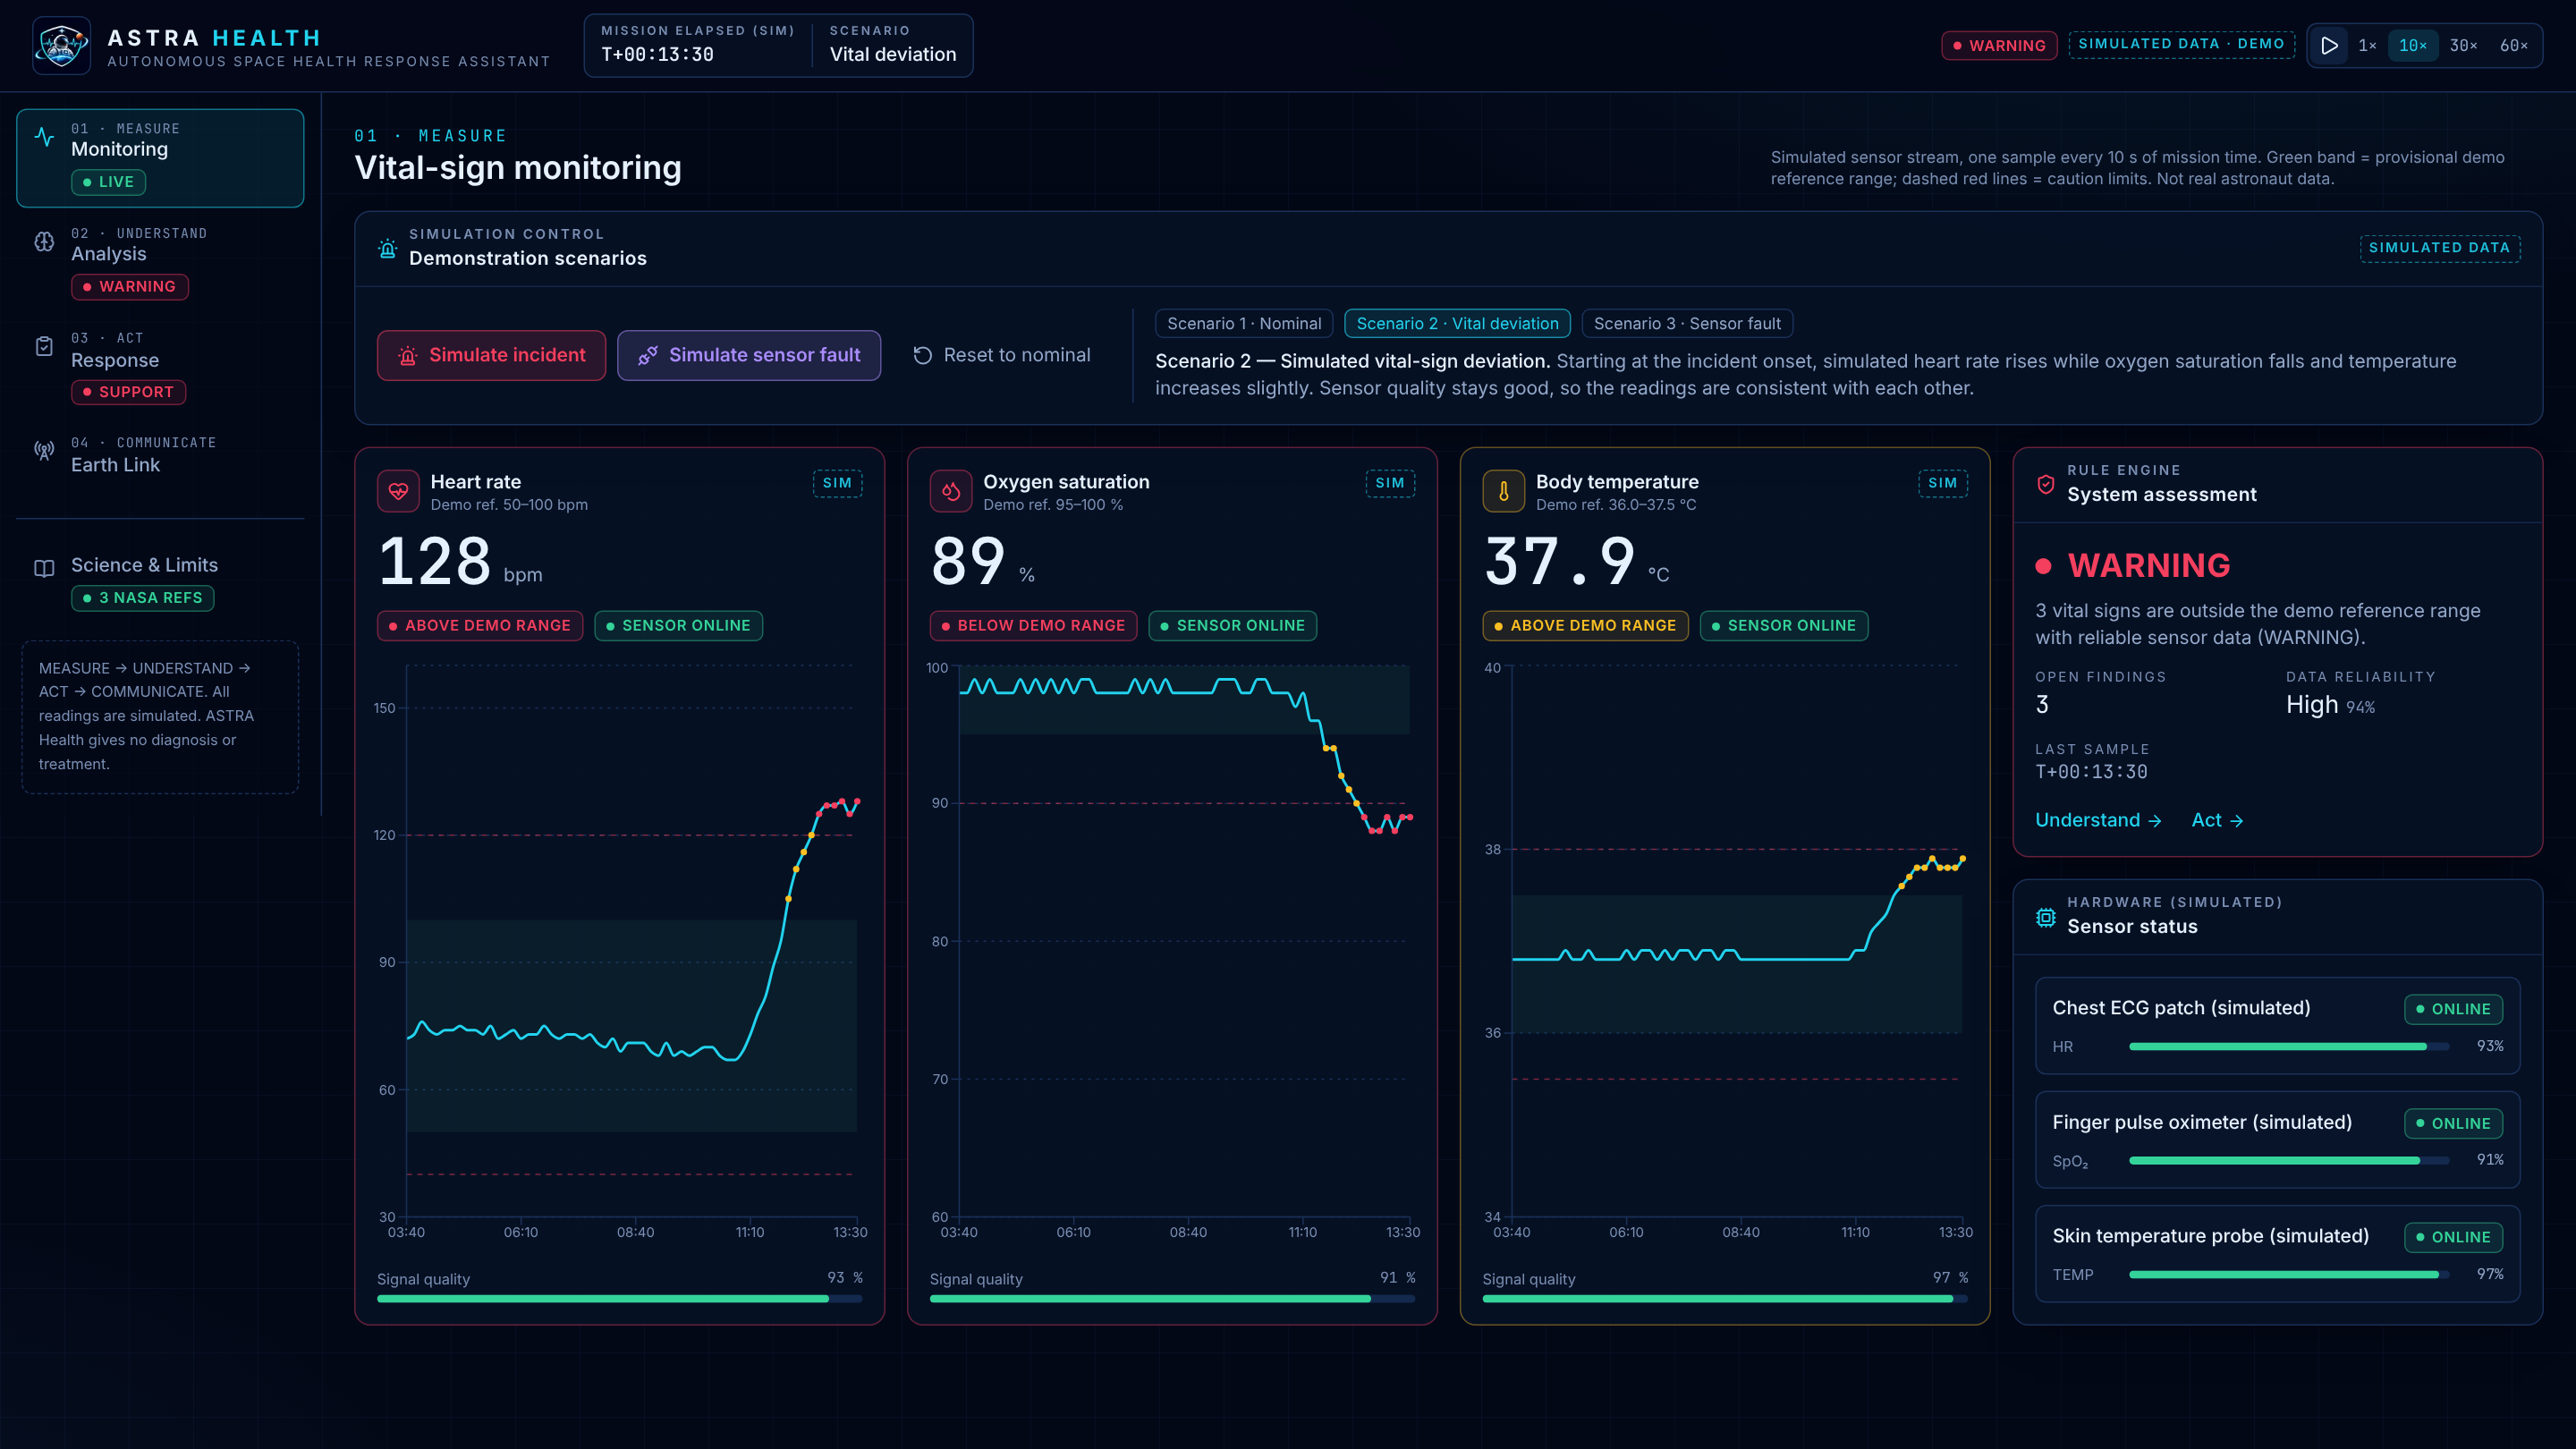 ASTRA HEALTH
AUTONOMOUS SPACE HEALTH RESPONSE ASSISTANT
MISSION ELAPSED (SIM)
T+00:13:30
SCENARIO
Vital deviation
WARNING
SIMULATED DATA · DEMO
1×
10×
30×
60×
01 · MEASURE
Monitoring
LIVE
02 · UNDERSTAND
Analysis
WARNING
03 · ACT
Response
SUPPORT
04 · COMMUNICATE
Earth Link
Science & Limits
3 NASA REFS
MEASURE → UNDERSTAND →
ACT → COMMUNICATE. All
readings are simulated. ASTRA
Health gives no diagnosis or
treatment.
01 · MEASURE
Vital-sign monitoring
Simulated sensor stream, one sample every 10 s of mission time. Green band = provisional demo
reference range; dashed red lines = caution limits. Not real astronaut data.
SIMULATION CONTROL
Demonstration scenarios
SIMULATED DATA
Simulate incident
Simulate sensor fault
Reset to nominal
Scenario 1 · Nominal
Scenario 2 · Vital deviation
Scenario 3 · Sensor fault
Scenario 2 — Simulated vital-sign deviation. Starting at the incident onset, simulated heart rate rises while oxygen saturation falls and temperature
increases slightly. Sensor quality stays good, so the readings are consistent with each other.
Heart rate
Demo ref. 50–100 bpm
SIM
128 bpm
ABOVE DEMO RANGE
SENSOR ONLINE
150
120
90
60
30
03:40
06:10
08:40
11:10
13:30
Signal quality
93 %
Oxygen saturation
Demo ref. 95–100 %
SIM
89 %
BELOW DEMO RANGE
SENSOR ONLINE
100
90
80
70
60
03:40
06:10
08:40
11:10
13:30
Signal quality
91 %
Body temperature
Demo ref. 36.0–37.5 °C
SIM
37.9 °C
ABOVE DEMO RANGE
SENSOR ONLINE
40
38
36
34
03:40
06:10
08:40
11:10
13:30
Signal quality
97 %
RULE ENGINE
System assessment
WARNING
3 vital signs are outside the demo reference range
with reliable sensor data (WARNING).
OPEN FINDINGS
3
DATA RELIABILITY
High 94%
LAST SAMPLE
T+00:13:30
Understand →
Act →
HARDWARE (SIMULATED)
Sensor status
Chest ECG patch (simulated)
ONLINE
HR
93%
Finger pulse oximeter (simulated)
ONLINE
SpO₂
91%
Skin temperature probe (simulated)
ONLINE
TEMP
97%